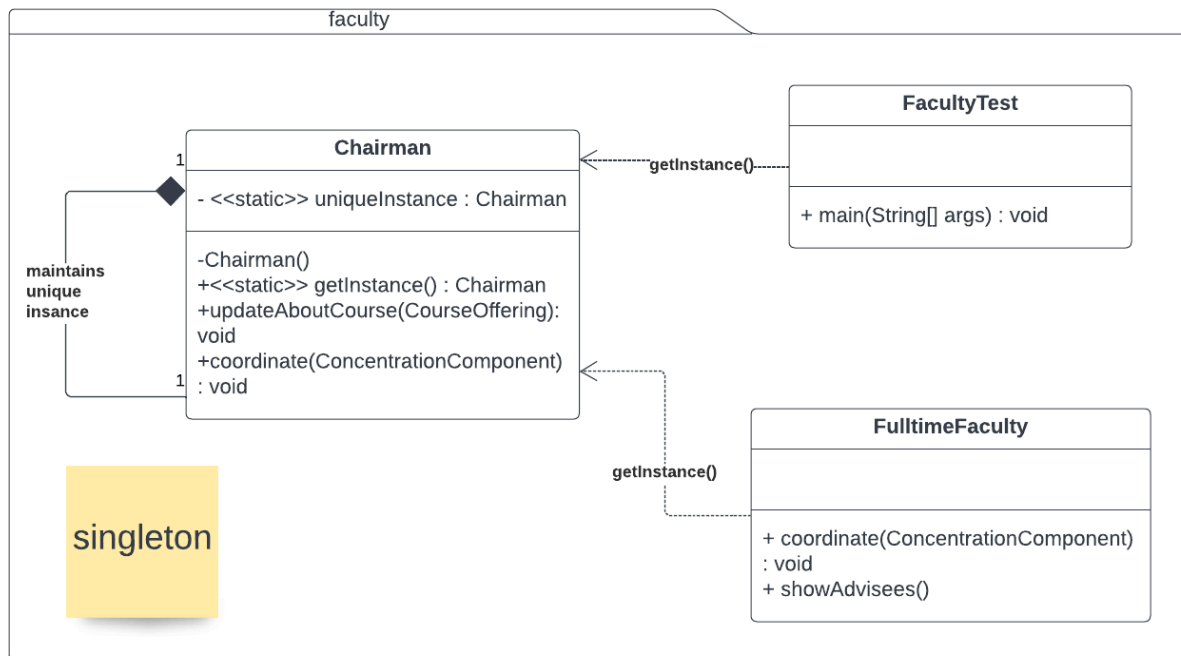 faculty
FacultyTest
+ main(String[] args) : void
Chairman
- <<static>> uniqueInstance : Chairman
-Chairman()
+<<static>> getInstance() : Chairman
+updateAboutCourse(CourseOffering):
void
+coordinate(ConcentrationComponent)
: void
1
1
maintains
unique
insance
getInstance()
getInstance()
FulltimeFaculty
+ coordinate(ConcentrationComponent)
: void
+ showAdvisees()
singleton